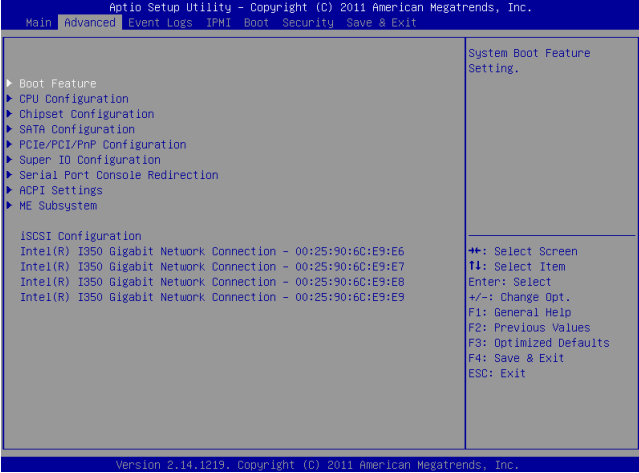 Aptio Setup Utility – Copyright (C) 2011 American Megatrends, Inc.
Main Advanced Event Logs IPMI Boot Security Save & Exit
System Boot Feature
Setting.
▶ Boot Feature
▶ CPU Configuration
▶ Chipset Configuration
▶ SATA Configuration
▶ PCIe/PCI/PnP Configuration
▶ Super IO Configuration
▶ Serial Port Console Redirection
▶ ACPI Settings
▶ ME Subsystem
iSCSI Configuration
Intel(R) I350 Gigabit Network Connection – 00:25:90:6C:E9:E6
Intel(R) I350 Gigabit Network Connection – 00:25:90:6C:E9:E7
Intel(R) I350 Gigabit Network Connection – 00:25:90:6C:E9:E8
Intel(R) I350 Gigabit Network Connection – 00:25:90:6C:E9:E9
→←: Select Screen
↑↓: Select Item
Enter: Select
+/–: Change Opt.
F1: General Help
F2: Previous Values
F3: Optimized Defaults
F4: Save & Exit
ESC: Exit
Version 2.14.1219. Copyright (C) 2011 American Megatrends, Inc.